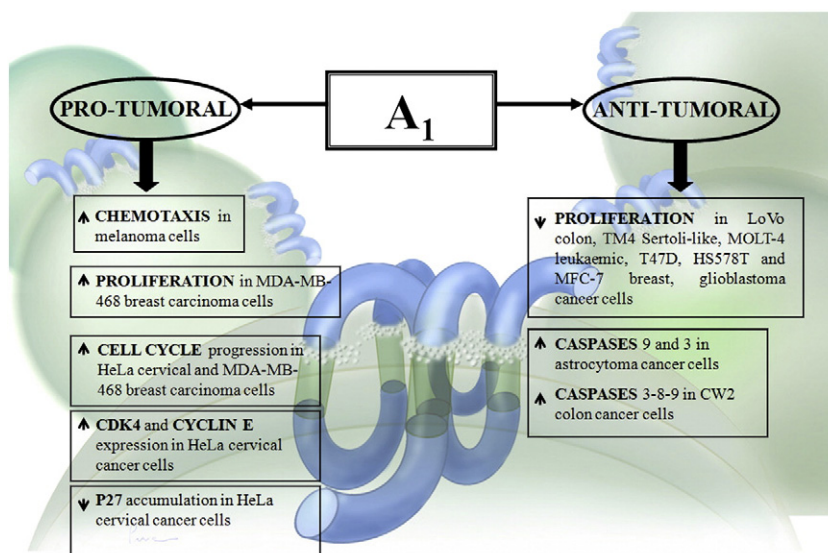 A1
PRO-TUMORAL
↑ CHEMOTAXIS in
melanoma cells
↑ PROLIFERATION in MDA-MB-
468 breast carcinoma cells
↑ CELL CYCLE progression in
HeLa cervical and MDA-MB-
468 breast carcinoma cells
↑ CDK4 and CYCLIN E
expression in HeLa cervical
cancer cells
↓ P27 accumulation in HeLa
cervical cancer cells
ANTI-TUMORAL
↓ PROLIFERATION in LoVo
colon, TM4 Sertoli-like, MOLT-4
leukaemic, T47D, HS578T and
MFC-7 breast, glioblastoma
cancer cells
↑ CASPASES 9 and 3 in
astrocytoma cancer cells
↑ CASPASES 3-8-9 in CW2
colon cancer cells